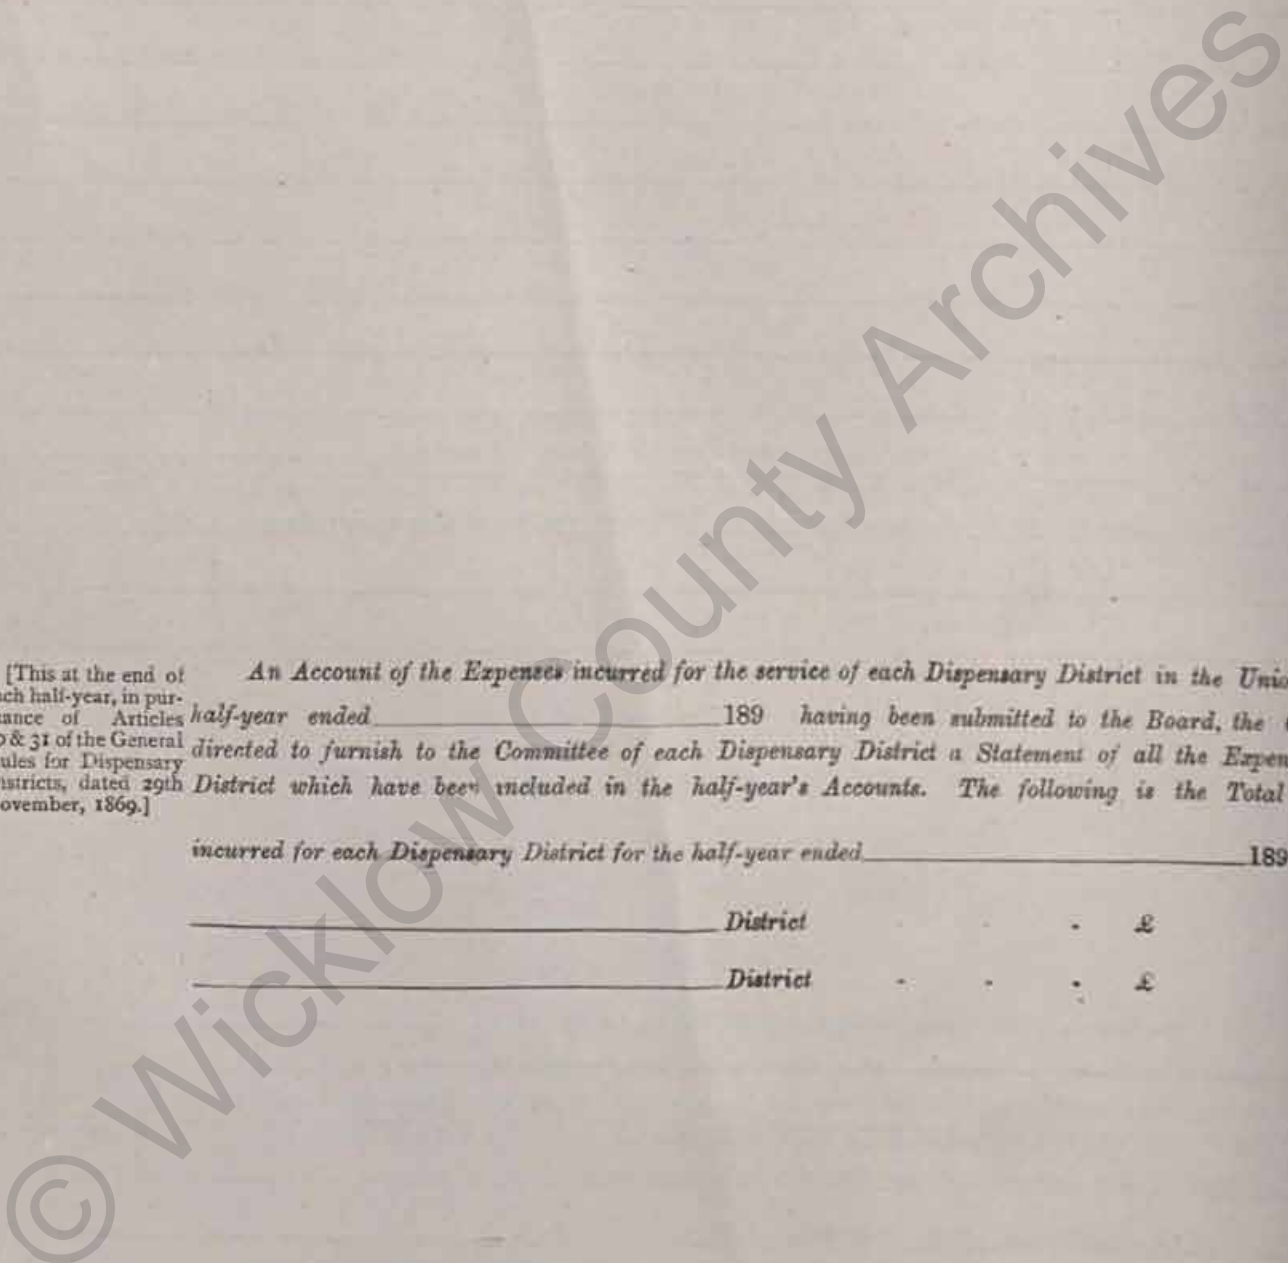 [This at the end of
ch half-year, in pur-
ance of Articles
& 31 of the General
ules for Dispensary
stricts, dated 29th
ovember, 1869.]
An Account of the Expenses incurred for the service of each Dispensary District in the Unio
half-year ended 189 having been submitted to the Board, the
directed to furnish to the Committee of each Dispensary District a Statement of all the Expen
District which have been included in the half-year's Accounts. The following is the Total
incurred for each Dispensary District for the half-year ended 189
District - - - £
District - - - £
© Wicklow County Archives